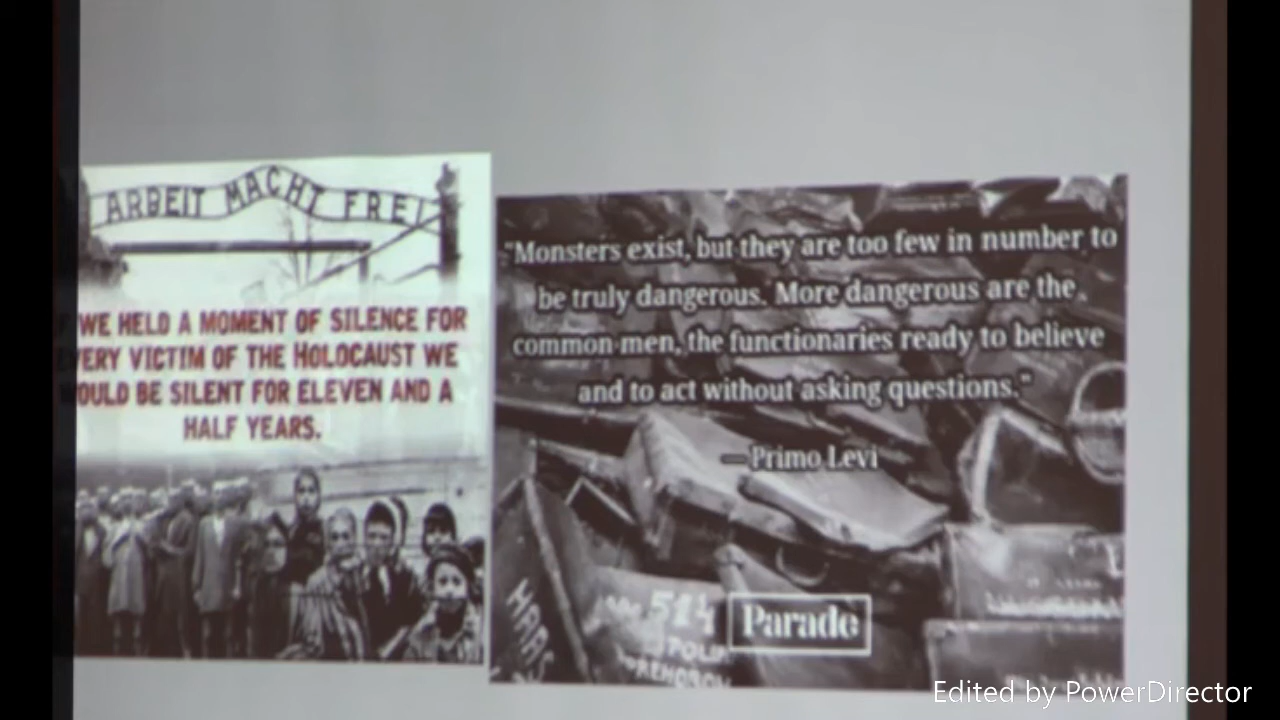 ARBEIT MACHT FREI
WE HELD A MOMENT OF SILENCE FOR
VERY VICTIM OF THE HOLOCAUST WE
OULD BE SILENT FOR ELEVEN AND A
HALF YEARS.
"Monsters exist, but they are too few in number to
be truly dangerous. More dangerous are the
common men, the functionaries ready to believe
and to act without asking questions."
— Primo Levi
514
Parade
Edited by PowerDirector